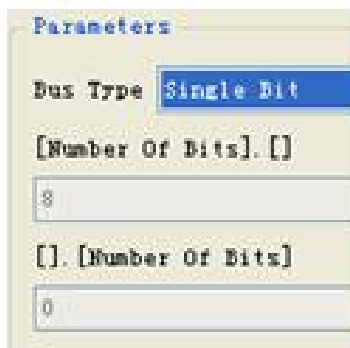 Parameters
Bus Type Single Bit
[Number Of Bits].[]
8
[].[Number Of Bits]
0